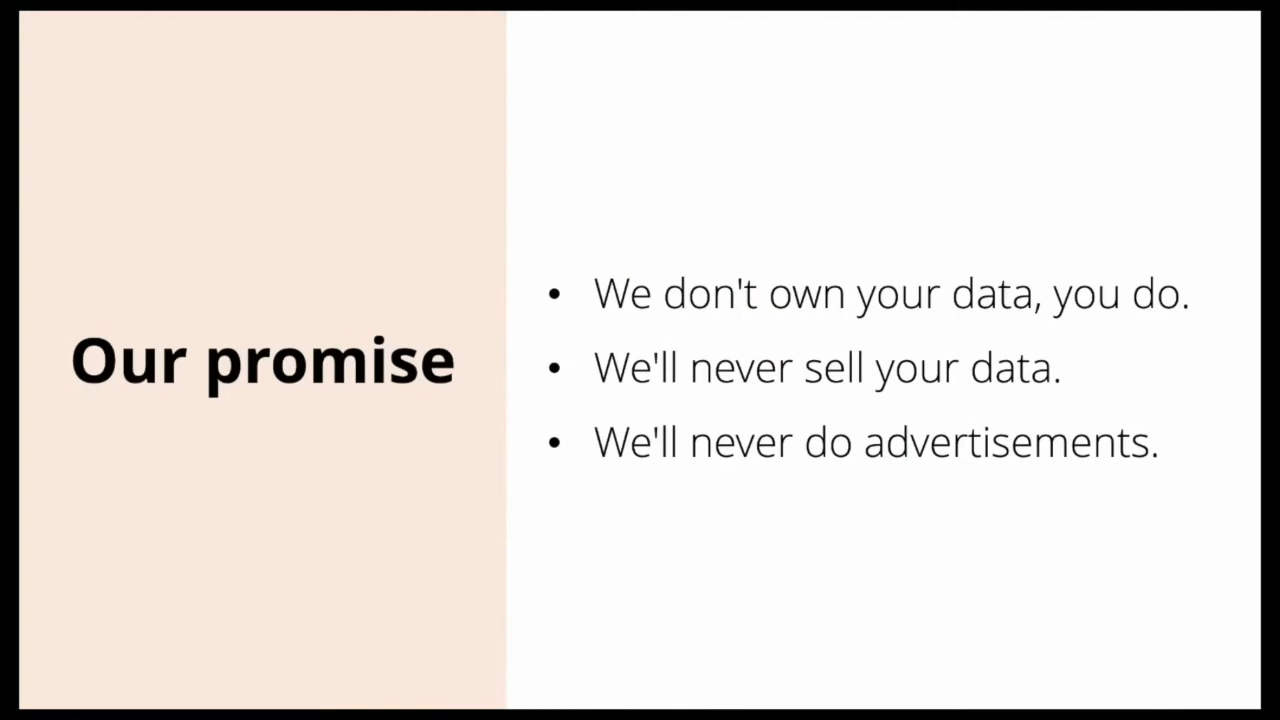 Our promise
• We don't own your data, you do.
• We'll never sell your data.
• We'll never do advertisements.